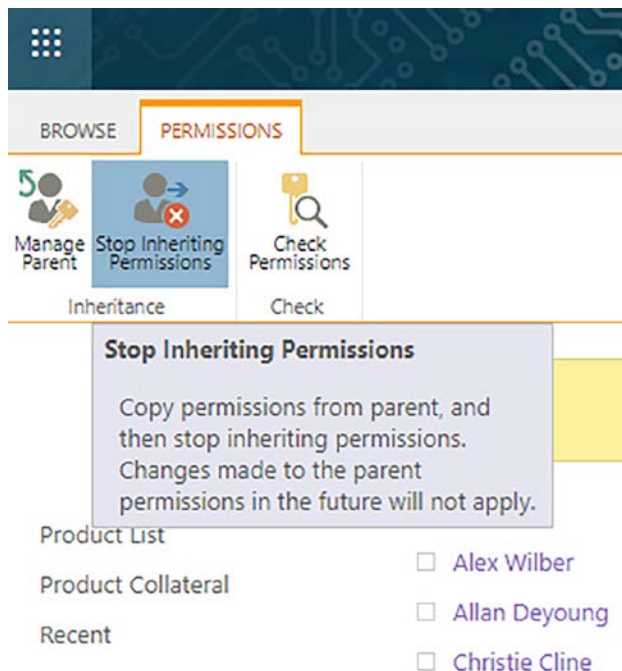 BROWSE
PERMISSIONS
Manage
Parent
Stop Inheriting
Permissions
Check
Permissions
Inheritance
Check
Stop Inheriting Permissions
Copy permissions from parent, and
then stop inheriting permissions.
Changes made to the parent
permissions in the future will not apply.
Product List
Product Collateral
Recent
Alex Wilber
Allan Deyoung
Christie Cline